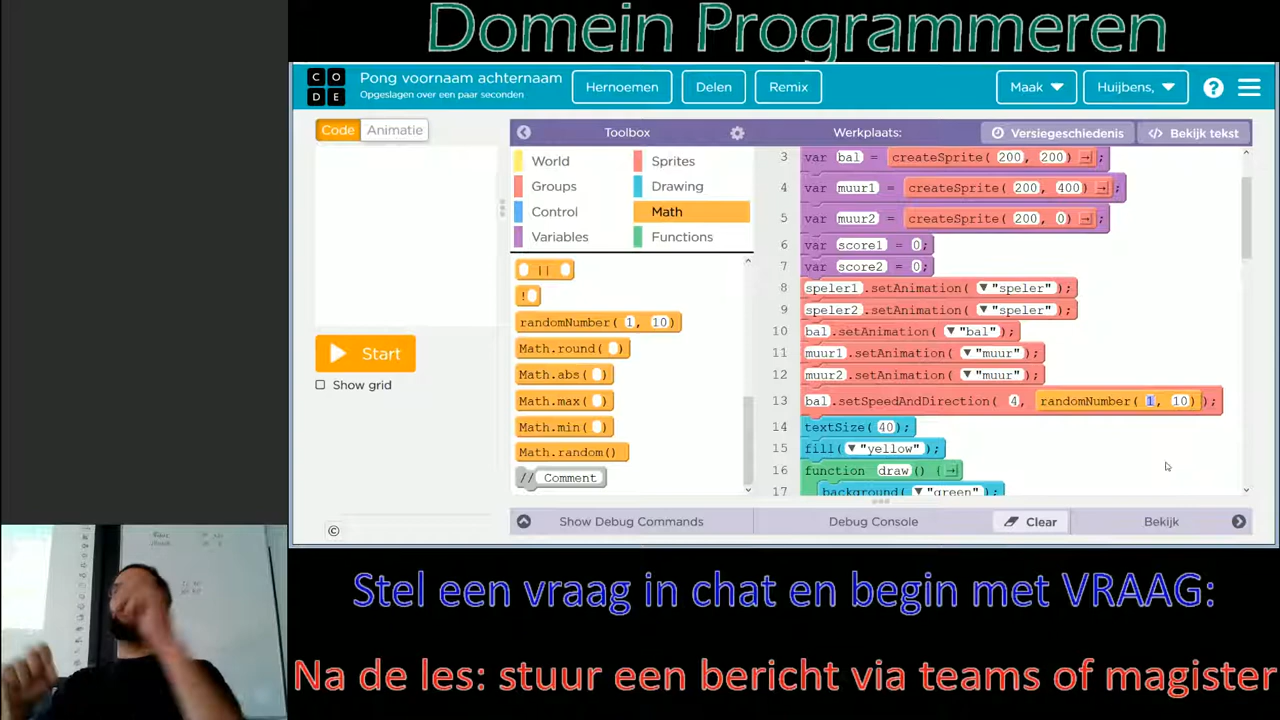 Domein Programmeren
C O
D E
Pong voornaam achternaam
Opgeslagen over een paar seconden
Hernoemen
Delen
Remix
Maak
Huijbens,
?
Code
Animatie
Toolbox
Werkplaats:
Versiegeschiedenis
</> Bekijk tekst
World
Sprites
Groups
Drawing
Control
Math
Variables
Functions
||
!
randomNumber( 1, 10)
Math.round( )
Math.abs( )
Math.max( )
Math.min( )
Math.random()
// Comment
Start
Show grid
©
3 var bal = createSprite( 200, 200) ;
4 var muur1 = createSprite( 200, 400) ;
5 var muur2 = createSprite( 200, 0) ;
6 var score1 = 0;
7 var score2 = 0;
8 speler1.setAnimation( "speler");
9 speler2.setAnimation( "speler");
10 bal.setAnimation( "bal");
11 muur1.setAnimation( "muur");
12 muur2.setAnimation( "muur");
13 bal.setSpeedAndDirection( 4, randomNumber( 1, 10) );
14 textSize( 40);
15 fill( "yellow");
16 function draw() {
17 background( "green");
Show Debug Commands
Debug Console
Clear
Bekijk
Stel een vraag in chat en begin met VRAAG:
Na de les: stuur een bericht via teams of magister